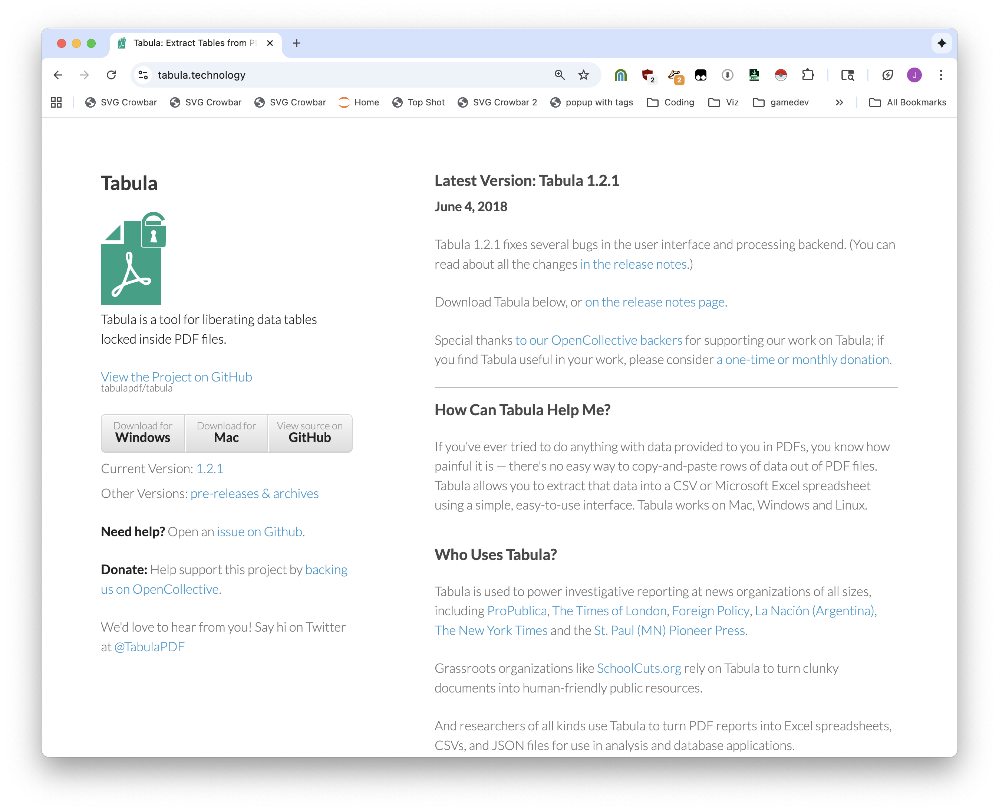 Tabula: Extract Tables from PD
tabula.technology
2
2
J
SVG Crowbar
SVG Crowbar
SVG Crowbar
Home
Top Shot
SVG Crowbar 2
popup with tags
Coding
Viz
gamedev
All Bookmarks
Tabula
Tabula is a tool for liberating data tables
locked inside PDF files.
View the Project on GitHub
tabulapdf/tabula
Download for
Windows
Download for
Mac
View source on
GitHub
Current Version: 1.2.1
Other Versions: pre-releases & archives
Need help? Open an issue on Github.
Donate: Help support this project by backing
us on OpenCollective.
We'd love to hear from you! Say hi on Twitter
at @TabulaPDF
Latest Version: Tabula 1.2.1
June 4, 2018
Tabula 1.2.1 fixes several bugs in the user interface and processing backend. (You can
read about all the changes in the release notes.)
Download Tabula below, or on the release notes page.
Special thanks to our OpenCollective backers for supporting our work on Tabula; if
you find Tabula useful in your work, please consider a one-time or monthly donation.
How Can Tabula Help Me?
If you’ve ever tried to do anything with data provided to you in PDFs, you know how
painful it is — there's no easy way to copy-and-paste rows of data out of PDF files.
Tabula allows you to extract that data into a CSV or Microsoft Excel spreadsheet
using a simple, easy-to-use interface. Tabula works on Mac, Windows and Linux.
Who Uses Tabula?
Tabula is used to power investigative reporting at news organizations of all sizes,
including ProPublica, The Times of London, Foreign Policy, La Nación (Argentina),
The New York Times and the St. Paul (MN) Pioneer Press.
Grassroots organizations like SchoolCuts.org rely on Tabula to turn clunky
documents into human-friendly public resources.
And researchers of all kinds use Tabula to turn PDF reports into Excel spreadsheets,
CSVs, and JSON files for use in analysis and database applications.